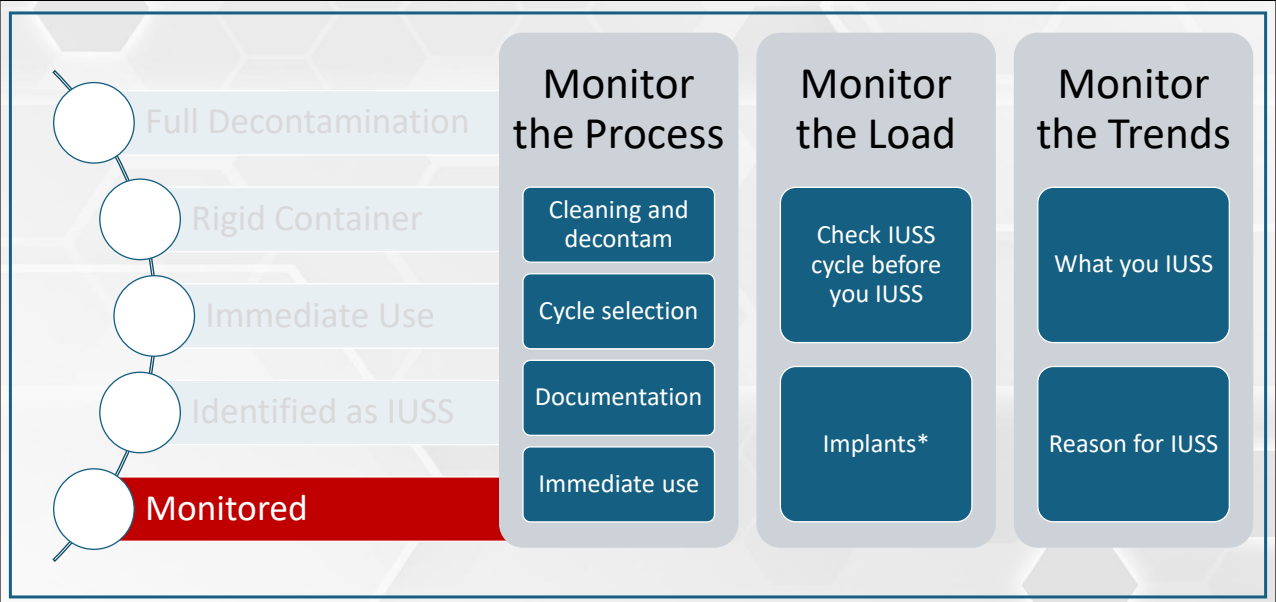 Full Decontamination
Rigid Container
Immediate Use
Identified as IUSS
Monitored
Monitor
the Process
Cleaning and
decontam
Cycle selection
Documentation
Immediate use
Monitor
the Load
Check IUSS
cycle before
you IUSS
Implants*
Monitor
the Trends
What you IUSS
Reason for IUSS